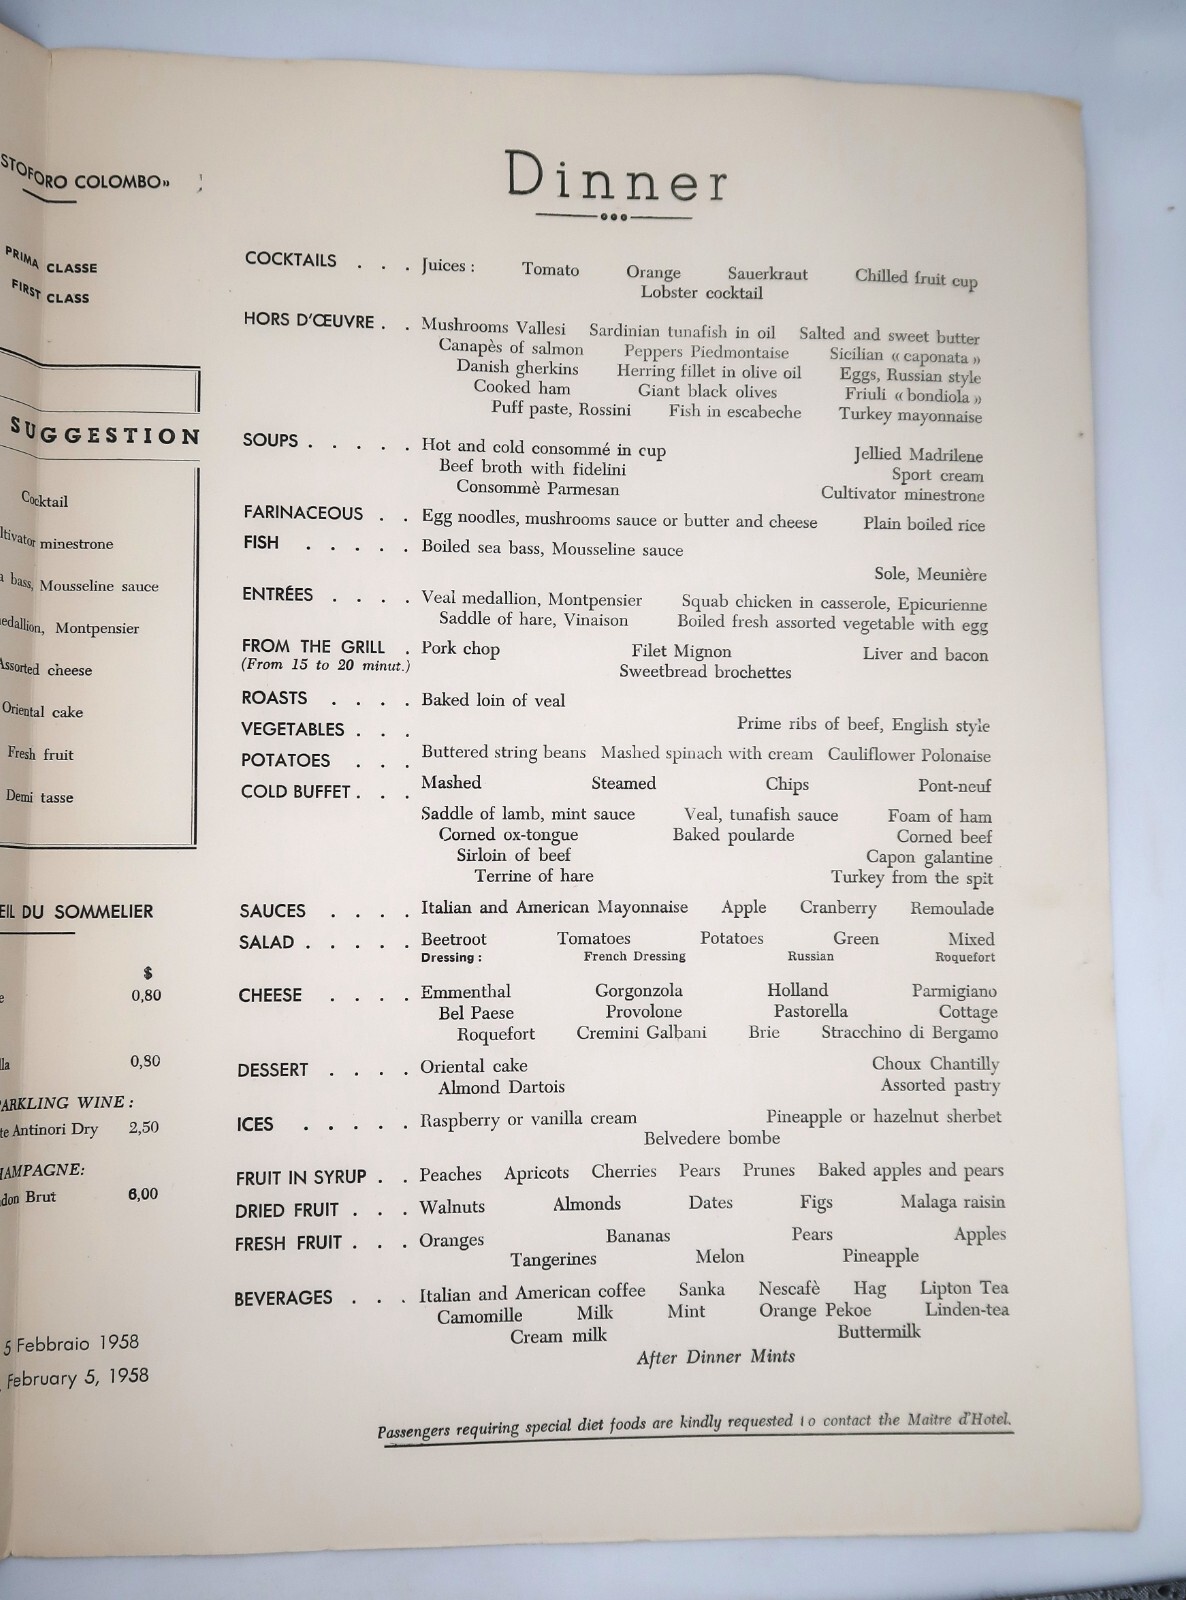 STOFORO COLOMBO»
PRIMA CLASSE
FIRST CLASS
SUGGESTION
Cocktail
minestrone
bass, Mousseline sauce
Montpensier
Assorted cheese
Oriental cake
Fresh fruit
Demi tasse
DU SOMMELIER
$
0,80
0,80
WINE :
Antinori Dry 2,50
6,00
Brut
5 Febbraio 1958
February 5, 1958
Dinner
COCKTAILS . . . Juices : Tomato Orange Sauerkraut Chilled fruit cup
Lobster cocktail
HORS D'ŒUVRE . . Mushrooms Vallesi Sardinian tunafish in oil Salted and sweet butter
Canapès of salmon Peppers Piedmontaise Sicilian « caponata »
Danish gherkins Herring fillet in olive oil Eggs, Russian style
Cooked ham Giant black olives Friuli « bondiola »
Puff paste, Rossini Fish in escabeche Turkey mayonnaise
SOUPS . . . . . Hot and cold consommé in cup Jellied Madrilene
Beef broth with fidelini Sport cream
Consommè Parmesan Cultivator minestrone
FARINACEOUS . . Egg noodles, mushrooms sauce or butter and cheese Plain boiled rice
FISH . . . . . Boiled sea bass, Mousseline sauce
Sole, Meunière
ENTRÉES . . . . Veal medallion, Montpensier Squab chicken in casserole, Epicurienne
Saddle of hare, Vinaison Boiled fresh assorted vegetable with egg
FROM THE GRILL . Pork chop Filet Mignon Liver and bacon
(From 15 to 20 minut.) Sweetbread brochettes
ROASTS . . . . Baked loin of veal
Prime ribs of beef, English style
VEGETABLES . . . Buttered string beans Mashed spinach with cream Cauliflower Polonaise
POTATOES . . . Mashed Steamed Chips Pont-neuf
COLD BUFFET . . . Saddle of lamb, mint sauce Veal, tunafish sauce Foam of ham
Corned ox-tongue Baked poularde Corned beef
Sirloin of beef Capon galantine
Terrine of hare Turkey from the spit
SAUCES . . . . Italian and American Mayonnaise Apple Cranberry Remoulade
SALAD . . . . . Beetroot Tomatoes Potatoes Green Mixed
Dressing : French Dressing Russian Roquefort
CHEESE . . . . Emmenthal Gorgonzola Holland Parmigiano
Bel Paese Provolone Pastorella Cottage
Roquefort Cremini Galbani Brie Stracchino di Bergamo
DESSERT . . . . Oriental cake Choux Chantilly
Almond Dartois Assorted pastry
ICES . . . . . Raspberry or vanilla cream Pineapple or hazelnut sherbet
Belvedere bombe
FRUIT IN SYRUP . . Peaches Apricots Cherries Pears Prunes Baked apples and pears
DRIED FRUIT . . . Walnuts Almonds Dates Figs Malaga raisin
FRESH FRUIT . . . Oranges Bananas Pears Apples
Tangerines Melon Pineapple
BEVERAGES . . . Italian and American coffee Sanka Nescafè Hag Lipton Tea
Camomille Milk Mint Orange Pekoe Linden-tea
Cream milk Buttermilk
After Dinner Mints
Passengers requiring special diet foods are kindly requested to contact the Maitre d'Hotel.